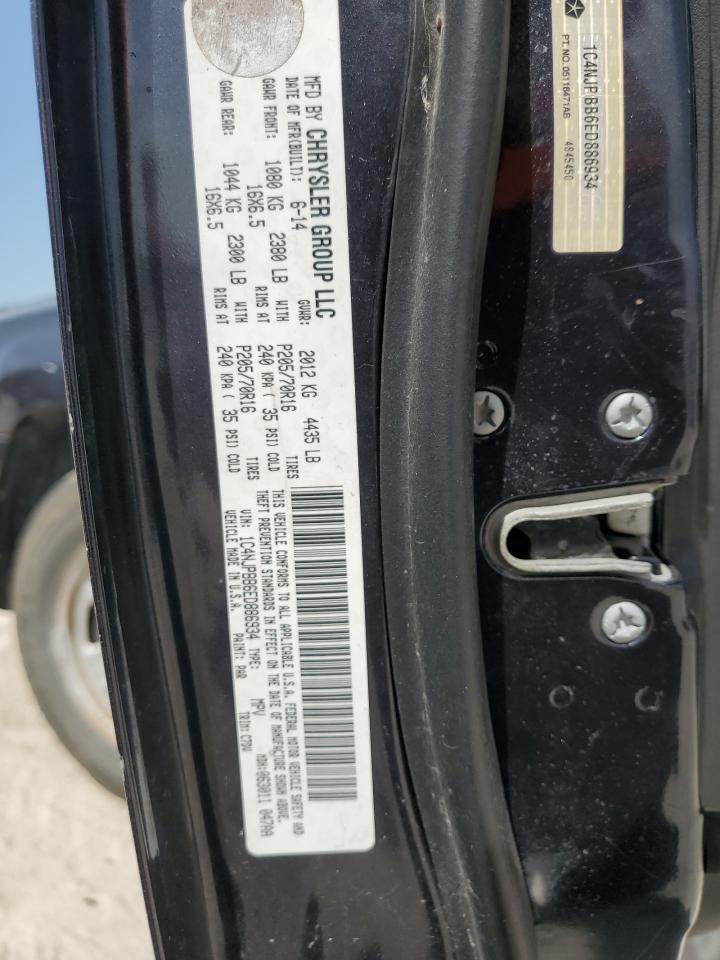 MFD BY CHRYSLER GROUP LLC
DATE OF MFR(BUILT): 6-14 GVWR: 2012 KG 4435 LB
GAWR FRONT: 1080 KG 2380 LB WITH P205/70R16 TIRES
16X6.5 RIMS AT 240 KPA ( 35 PSI) COLD
GAWR REAR: 1044 KG 2300 LB WITH P205/70R16 TIRES
16X6.5 RIMS AT 240 KPA ( 35 PSI) COLD
THIS VEHICLE CONFORMS TO ALL APPLICABLE U.S.A. FEDERAL MOTOR VEHICLE SAFETY AND
THEFT PREVENTION STANDARDS IN EFFECT ON THE DATE OF MANUFACTURE SHOWN ABOVE.
VIN: 1C4NJPBB6ED886934 TYPE: MPV MDH:063011 047AA
VEHICLE MADE IN U.S.A. PAINT: PAR TRIM: C7DV
1C4NJPBB6ED886934
PT. NO. 05116471AB 4845450